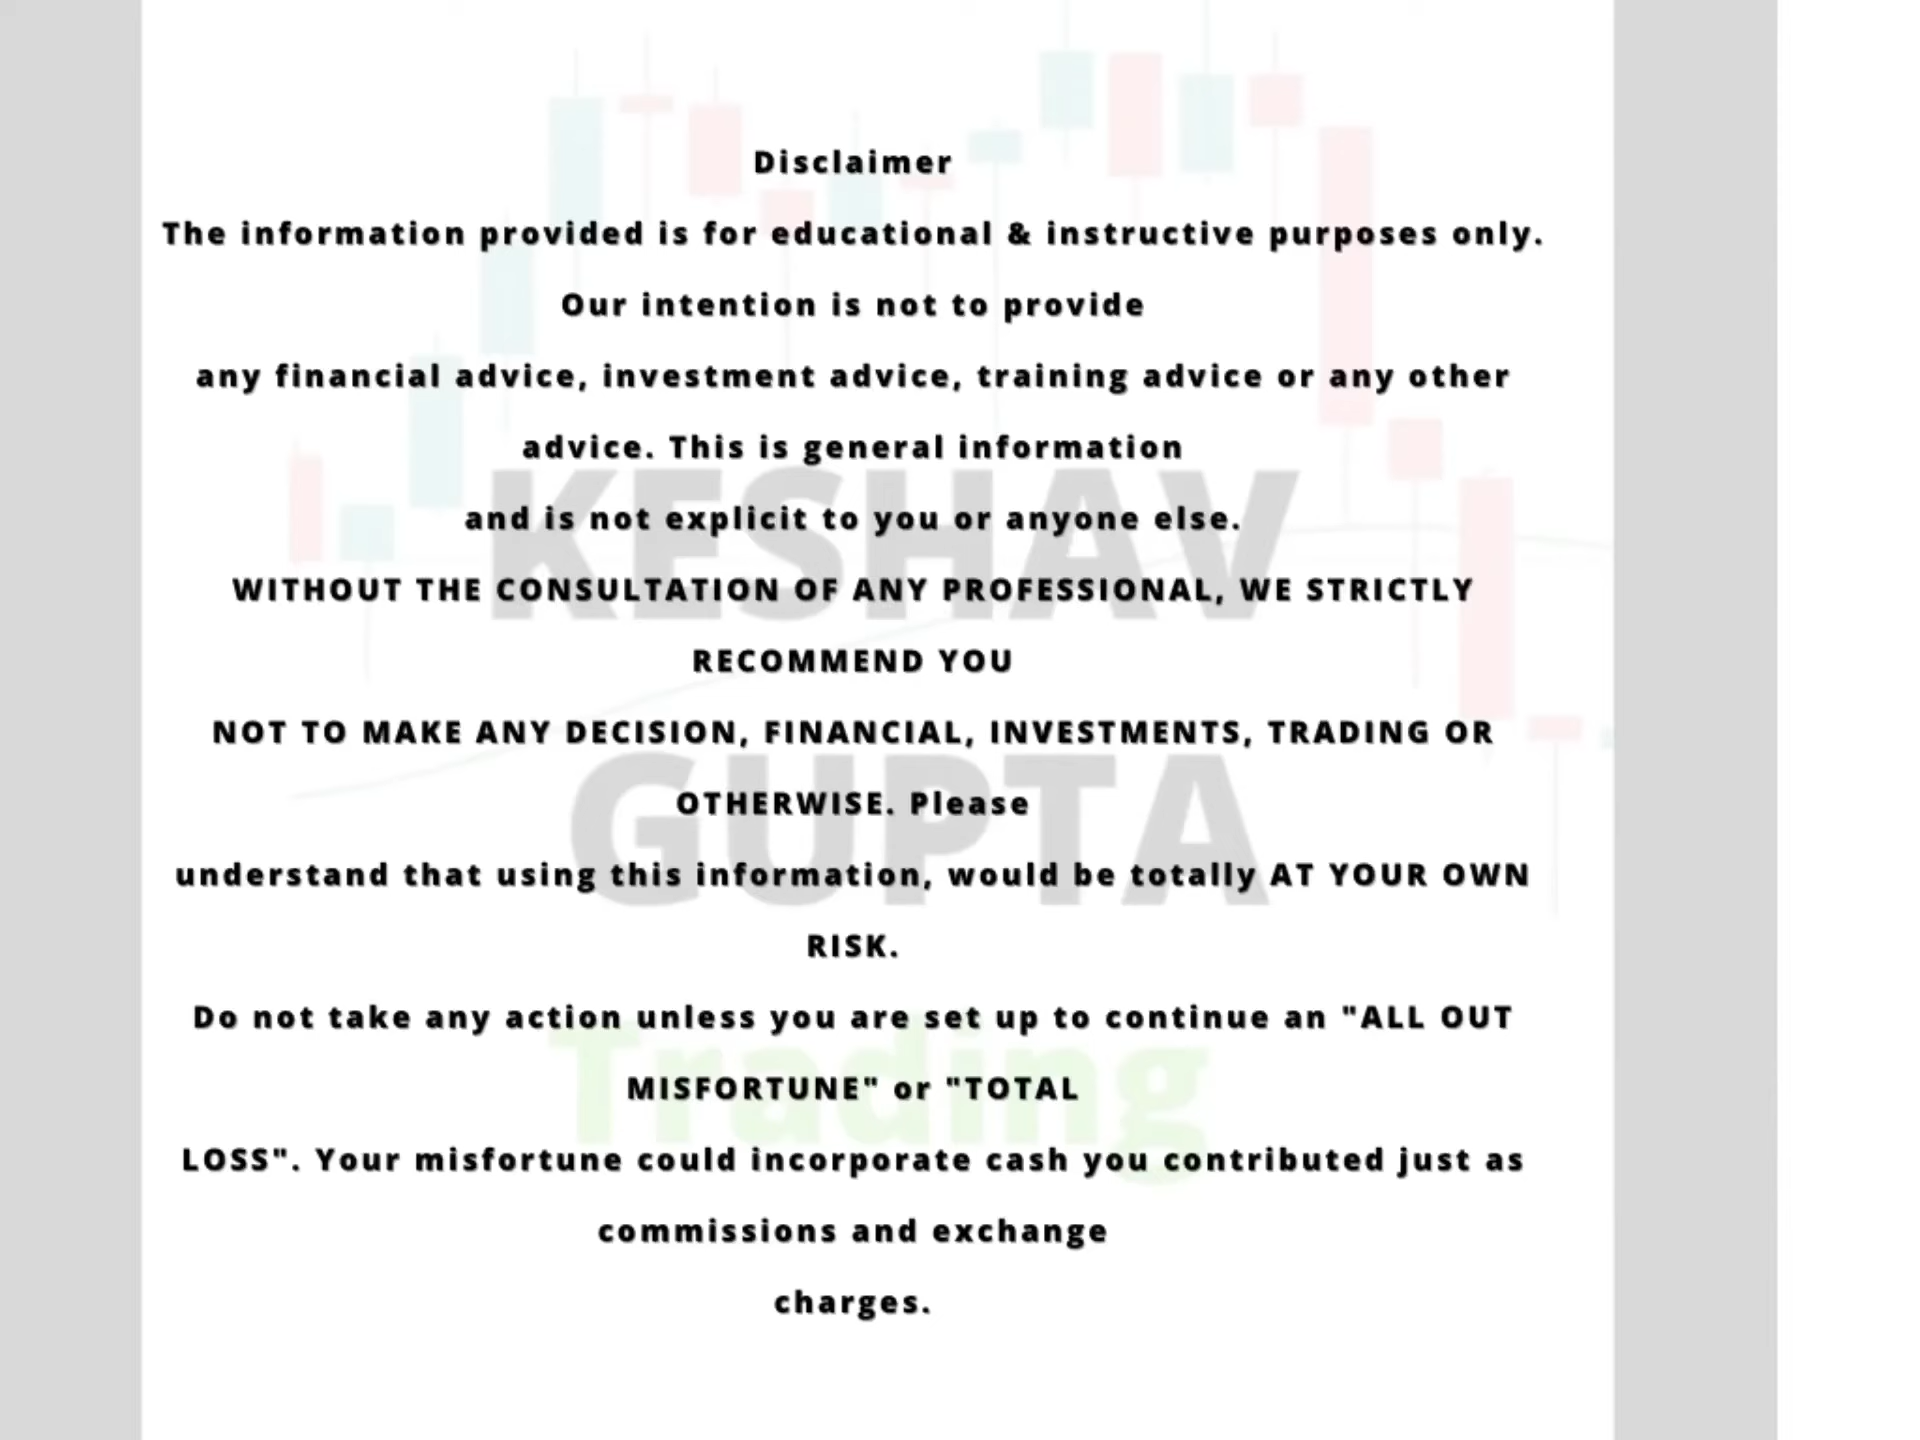 Disclaimer
The information provided is for educational & instructive purposes only.
Our intention is not to provide
any financial advice, investment advice, training advice or any other
advice. This is general information
and is not explicit to you or anyone else.
WITHOUT THE CONSULTATION OF ANY PROFESSIONAL, WE STRICTLY
RECOMMEND YOU
NOT TO MAKE ANY DECISION, FINANCIAL, INVESTMENTS, TRADING OR
OTHERWISE. Please
understand that using this information, would be totally AT YOUR OWN
RISK.
Do not take any action unless you are set up to continue an "ALL OUT
MISFORTUNE" or "TOTAL
LOSS". Your misfortune could incorporate cash you contributed just as
commissions and exchange
charges.
KESHAV
GUPTA
Trading